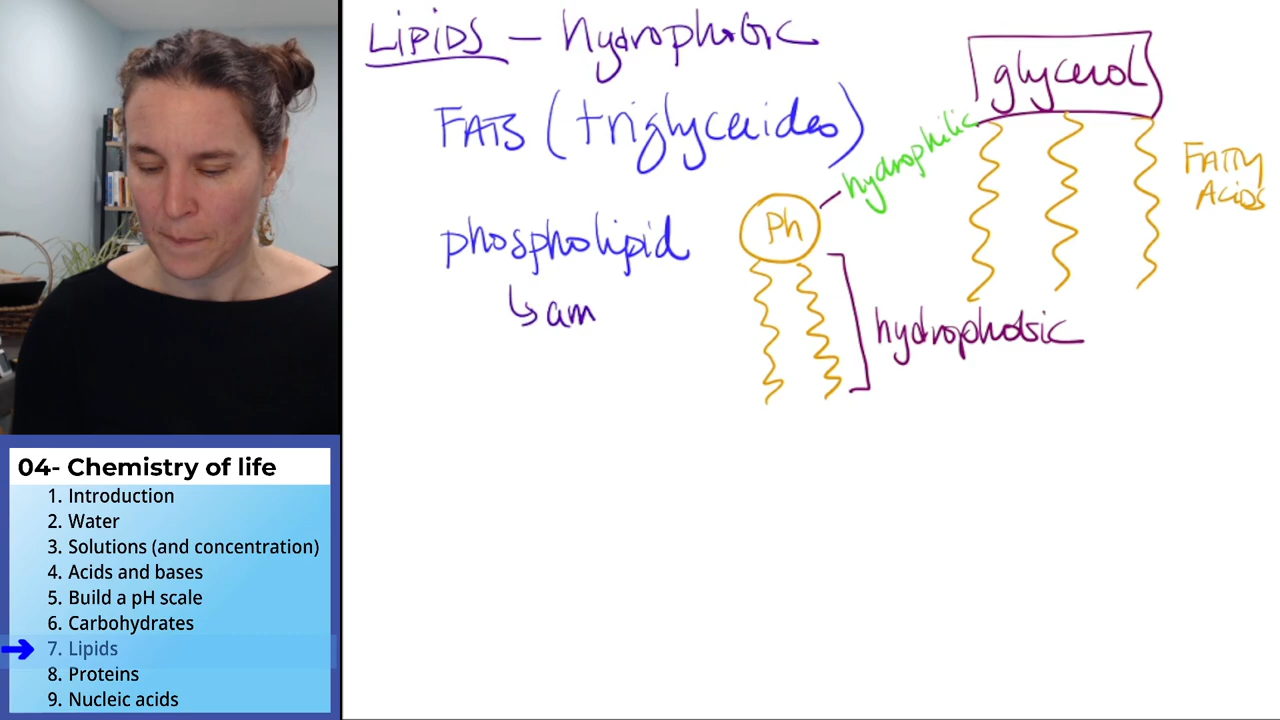 LiPiDS – hydrophobic
FATS (triglycerides)
phospholipid
↳ am
Ph
hydrophilic
hydrophobic
glycerol
FATTY
ACiDS
04- Chemistry of life
1. Introduction
2. Water
3. Solutions (and concentration)
4. Acids and bases
5. Build a pH scale
6. Carbohydrates
7. Lipids
8. Proteins
9. Nucleic acids